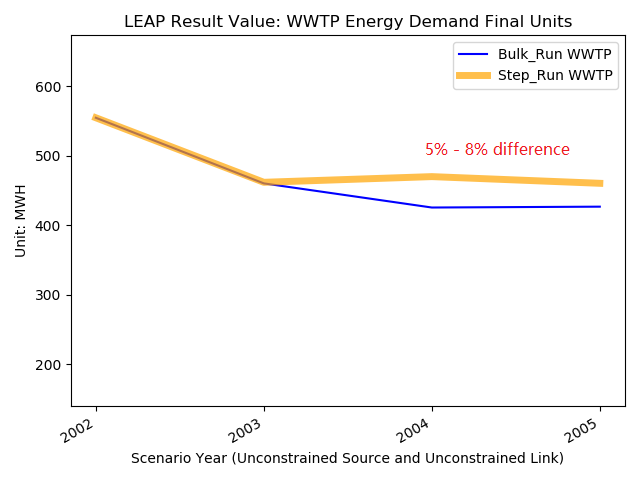 LEAP Result Value: WWTP Energy Demand Final Units
Bulk_Run WWTP
Step_Run WWTP
5% - 8% difference
Unit: MWH
600
500
400
300
200
2002
2003
2004
2005
Scenario Year (Unconstrained Source and Unconstrained Link)